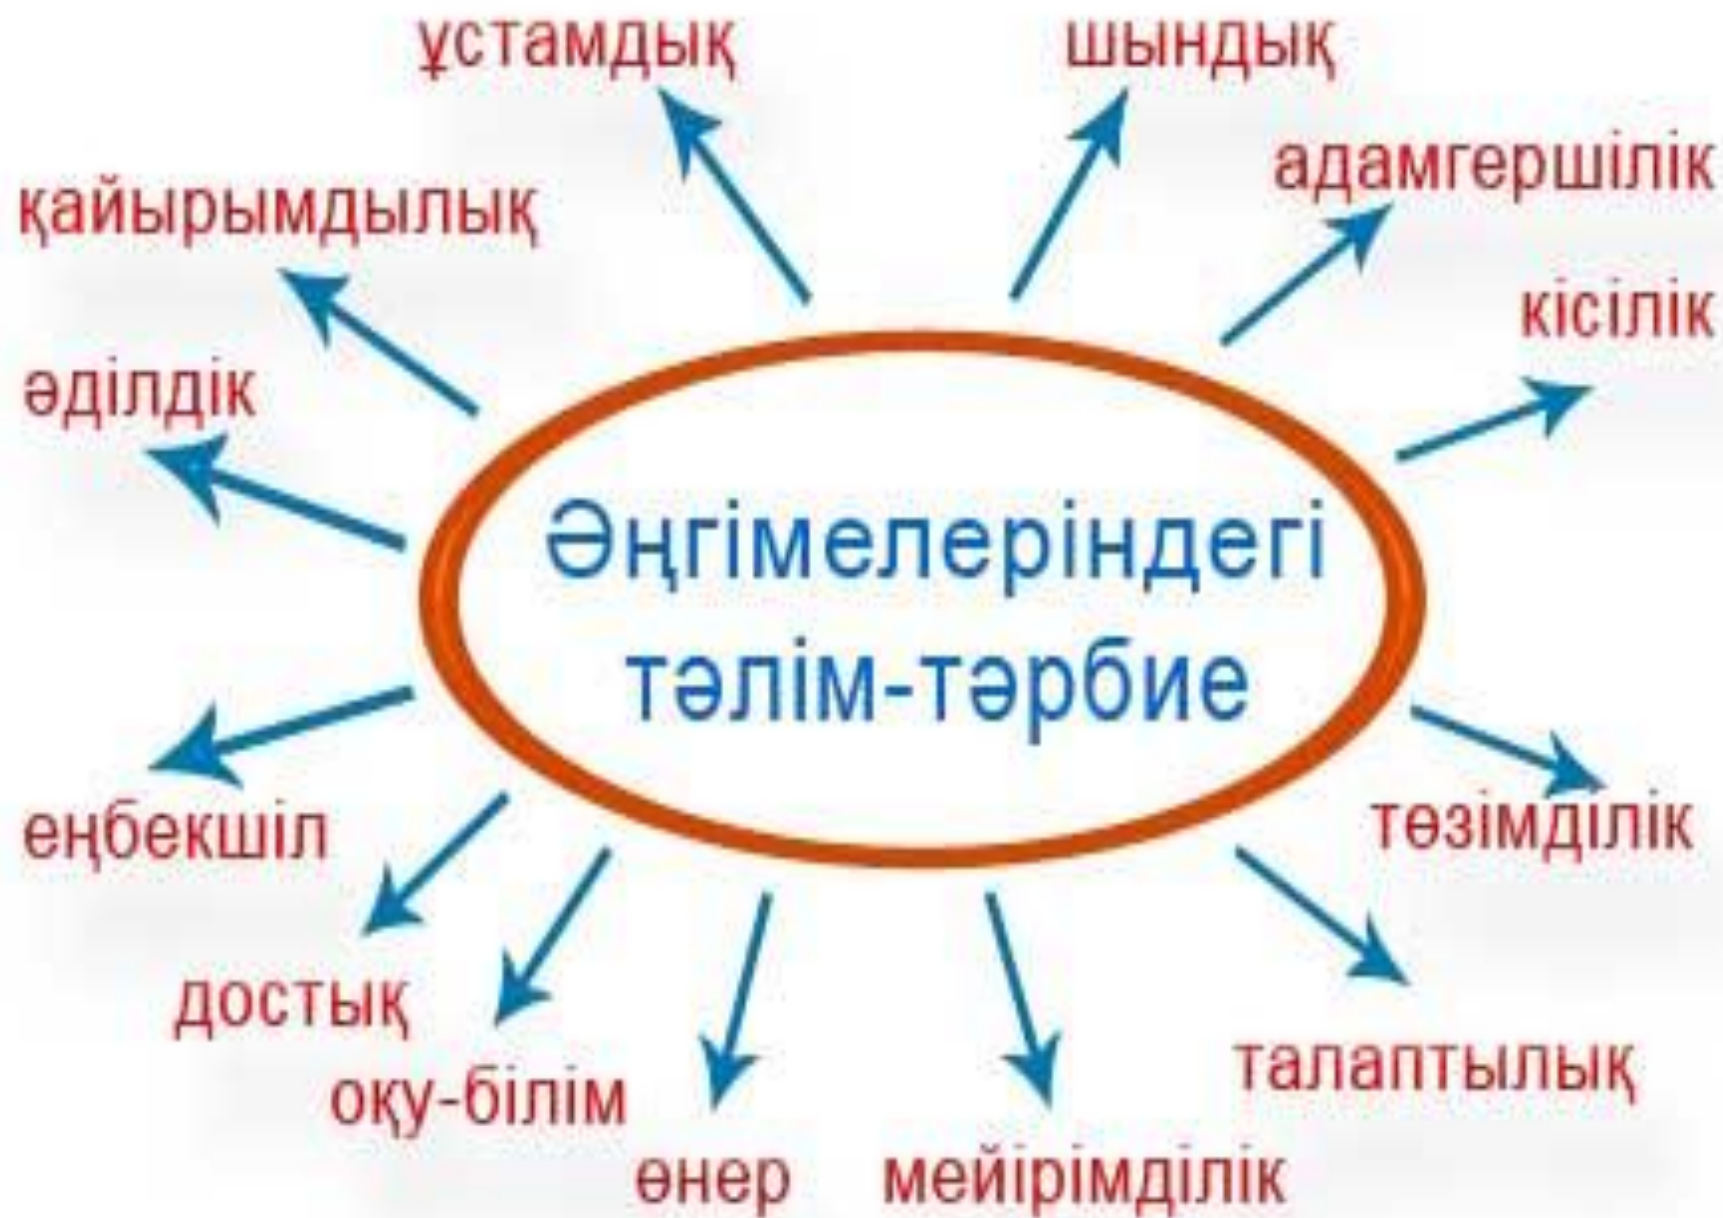 ұстамдық
шындық
адамгершілік
қайырымдылық
кісілік
әділдік
Әңгімелеріндегі
тәлім-тәрбие
еңбекшіл
төзімділік
достық
оқу-білім
талаптылық
өнер
мейірімділік